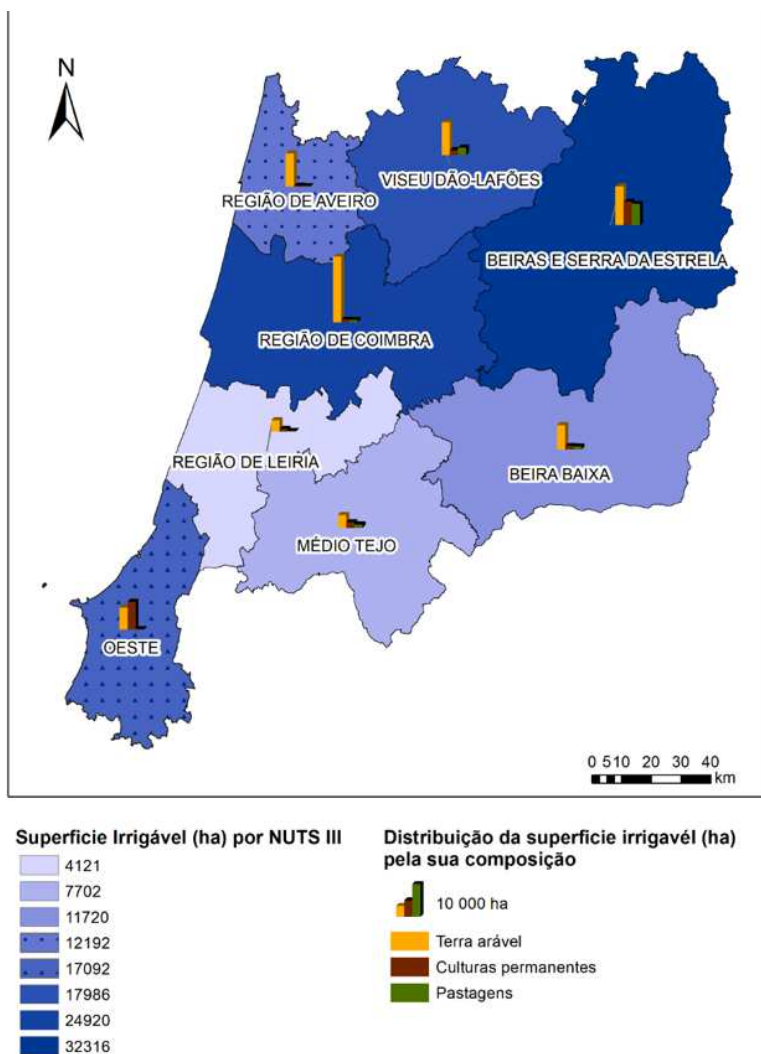 N
VISEU DÃO-LAFÕES
REGIÃO DE AVEIRO
BEIRAS E SERRA DA ESTRELA
REGIÃO DE COIMBRA
REGIÃO DE LEIRIA
BEIRA BAIXA
MÉDIO TEJO
OESTE
0 510 20 30 40
km
Superficie Irrigável (ha) por NUTS III
4121
7702
11720
12192
17092
17986
24920
32316
Distribuição da superficie irrigavél (ha)
pela sua composição
10 000 ha
Terra arável
Culturas permanentes
Pastagens